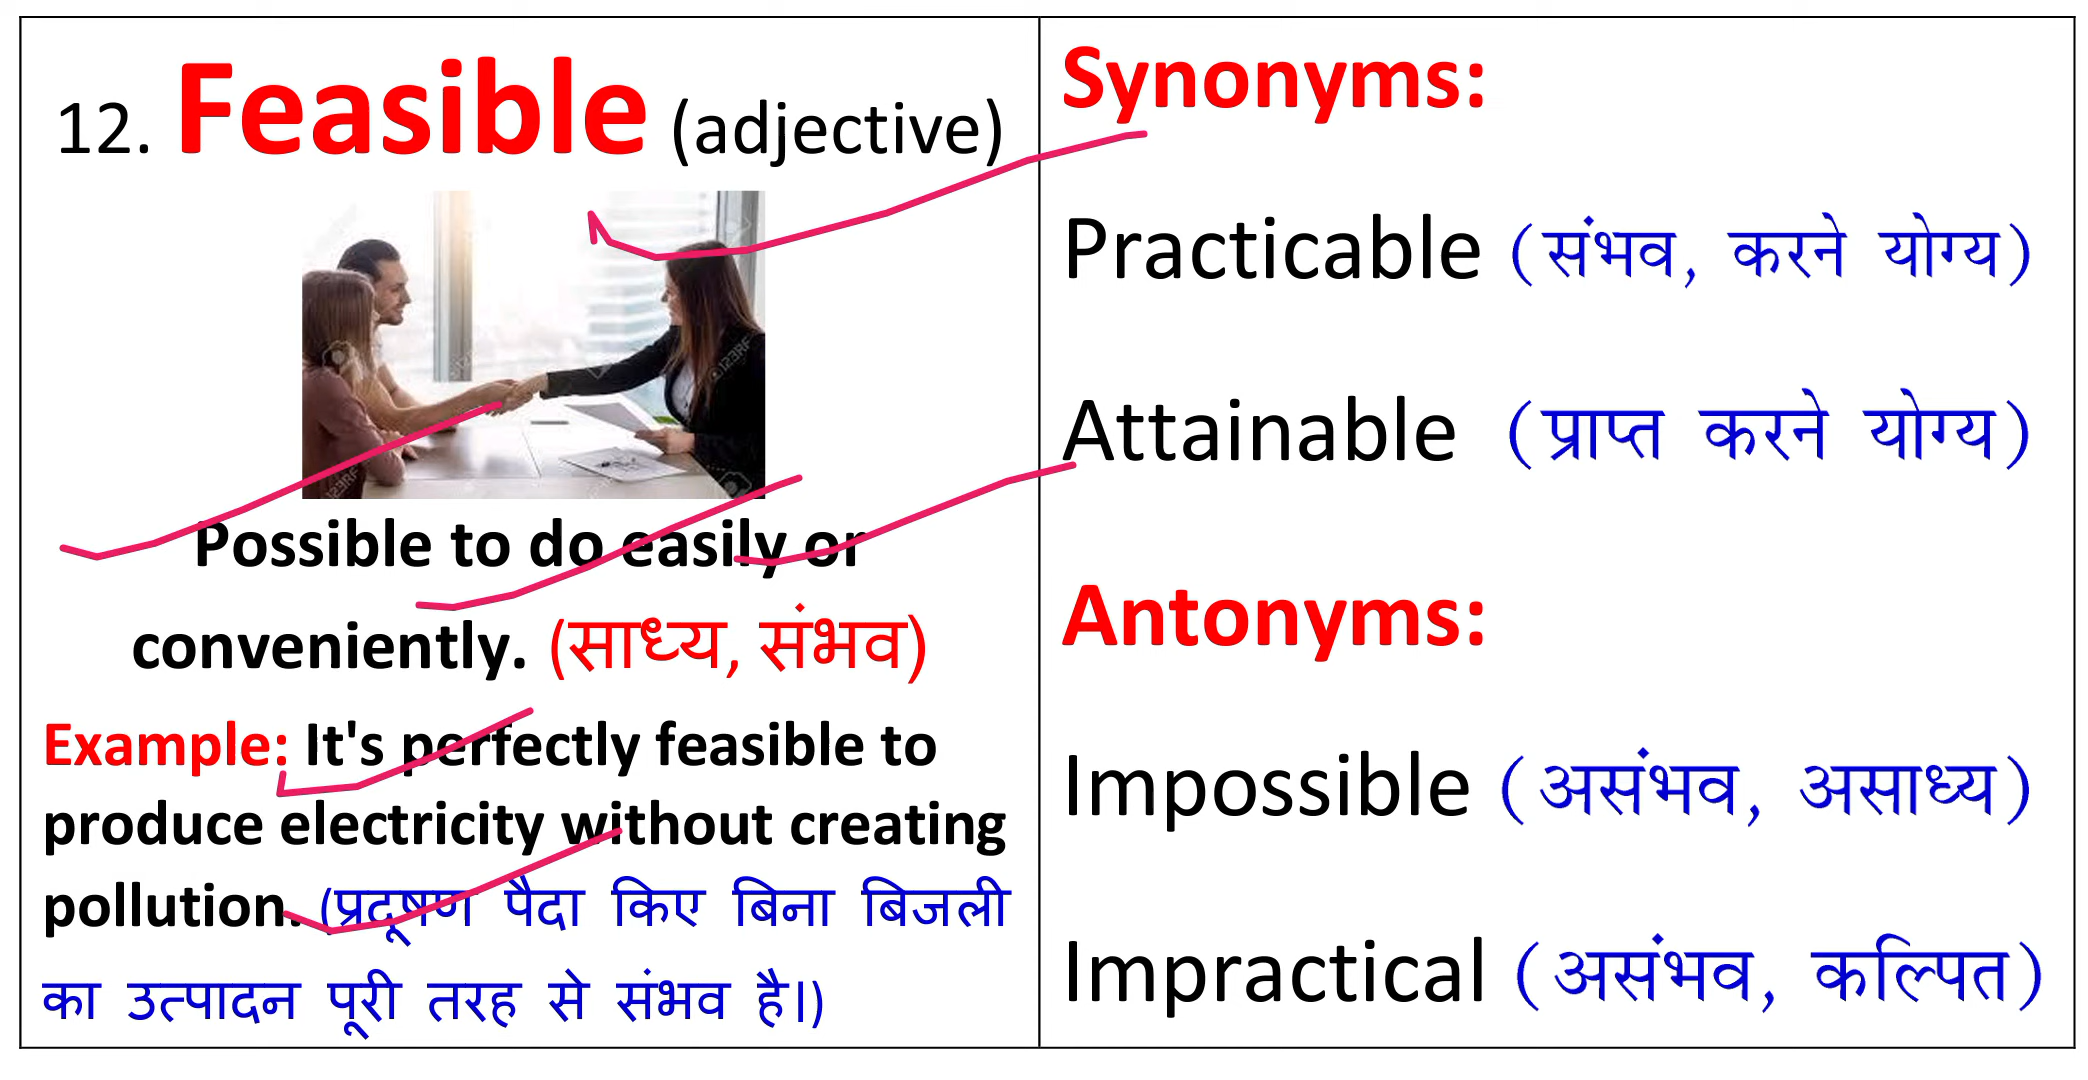 12. Feasible (adjective)
Possible to do easily or
conveniently. (साध्य, संभव)
Example: It's perfectly feasible to
produce electricity without creating
pollution. (प्रदूषण पैदा किए बिना बिजली
का उत्पादन पूरी तरह से संभव है।)
Synonyms:
Practicable (संभव, करने योग्य)
Attainable (प्राप्त करने योग्य)
Antonyms:
Impossible (असंभव, असाध्य)
Impractical (असंभव, कल्पित)